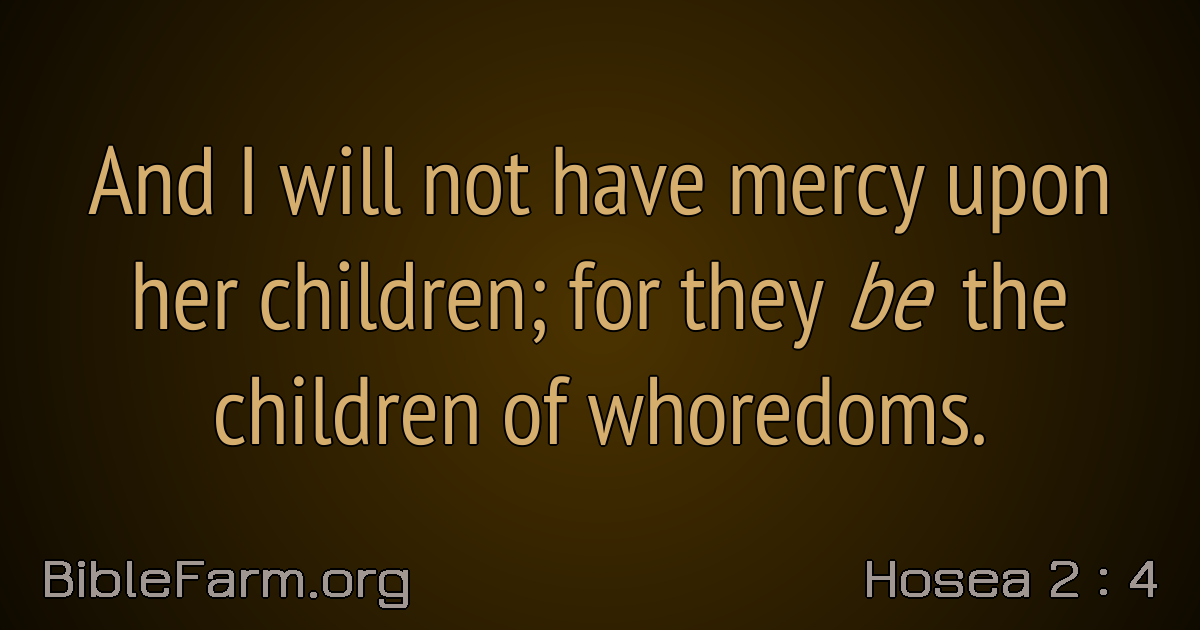 And I will not have mercy upon
her children; for they be the
children of whoredoms.
BibleFarm.org
Hosea 2 : 4